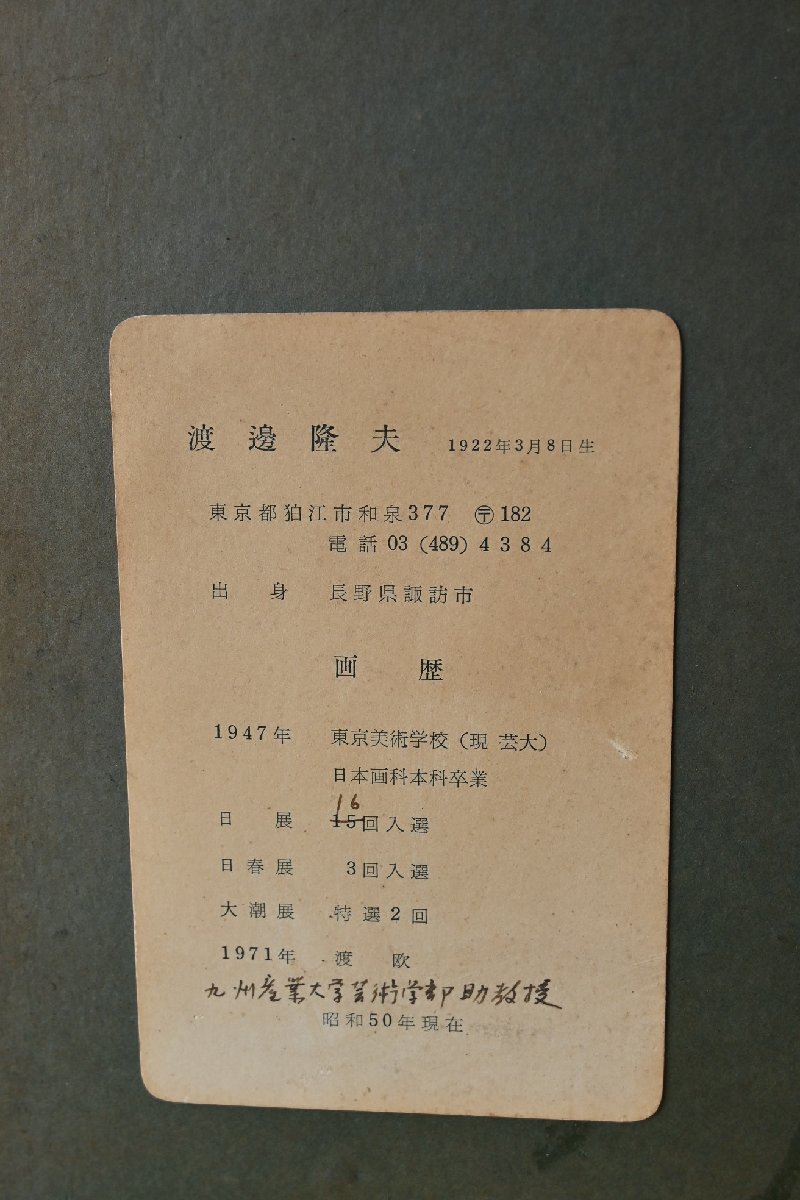 渡邊隆夫 1922年3月8日生
東京都狛江市和泉377 〶182
電話 03 (489) 4384
出身 長野県諏訪市
画歴
1947年 東京美術学校(現 芸大)
日本画科本科卒業
16
日展 15回入選
日春展 3回入選
大潮展 特選2回
1971年 渡欧
九州産業大学芸術学部助教授
昭和50年現在